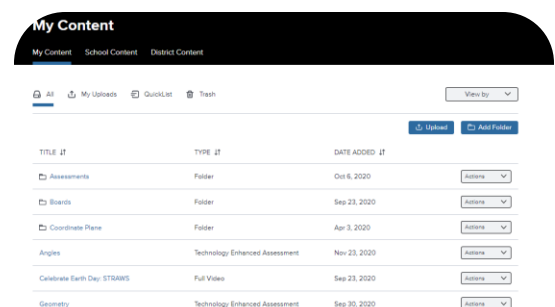 My Content
My Content School Content District Content
All My Uploads QuickList Trash View by
Upload Add Folder
TITLE TYPE DATE ADDED
Assessments Folder Oct 6, 2020 Actions
Boards Folder Sep 23, 2020 Actions
Coordinate Plane Folder Apr 3, 2020 Actions
Angles Technology Enhanced Assessment Nov 23, 2020 Actions
Celebrate Earth Day: STRAWS Full Video Sep 23, 2020 Actions
Geometry Technology Enhanced Assessment Sep 30, 2020 Actions